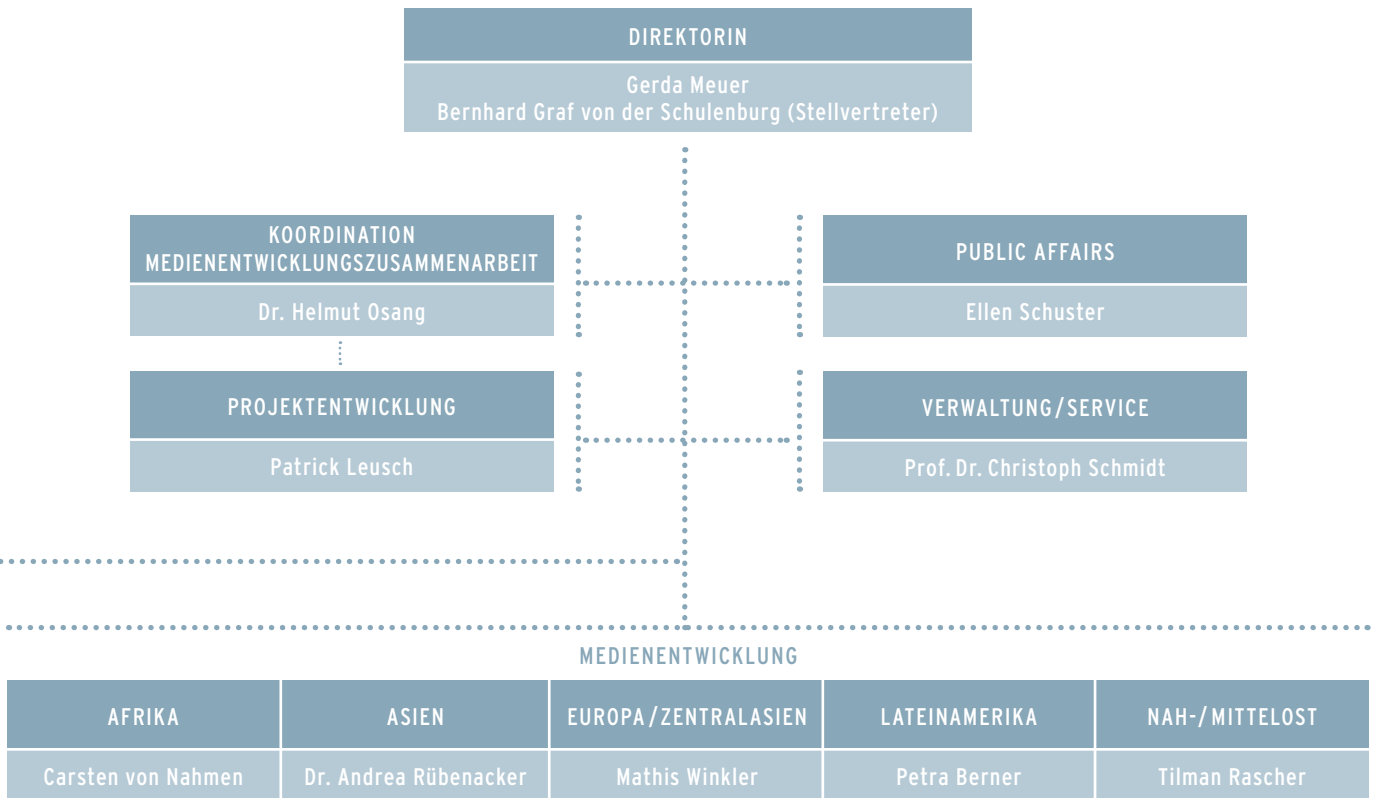 DIREKTORIN
Gerda Meuer
Bernhard Graf von der Schulenburg (Stellvertreter)
KOORDINATION
MEDIENENTWICKLUNGSZUSAMMENARBEIT
Dr. Helmut Osang
PUBLIC AFFAIRS
Ellen Schuster
PROJEKTENTWICKLUNG
Patrick Leusch
VERWALTUNG/SERVICE
Prof. Dr. Christoph Schmidt
MEDIENENTWICKLUNG
AFRIKA
Carsten von Nahmen
ASIEN
Dr. Andrea Rübenacker
EUROPA/ZENTRALASIEN
Mathis Winkler
LATEINAMERIKA
Petra Berner
NAH-/MITTELOST
Tilman Rascher